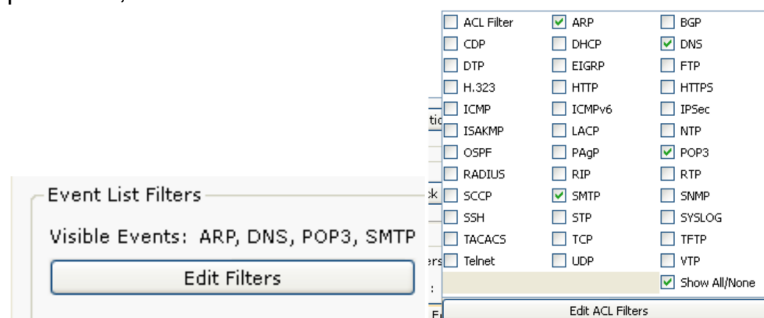 Event List Filters
Visible Events: ARP, DNS, POP3, SMTP
Edit Filters
ACL Filter ARP BGP
CDP DHCP DNS
DTP EIGRP FTP
H.323 HTTP HTTPS
ICMP ICMPv6 IPSec
ISAKMP LACP NTP
OSPF PAgP POP3
RADIUS RIP RTP
SCCP SMTP SNMP
SSH STP SYSLOG
TACACS TCP TFTP
Telnet UDP VTP
Show All/None
Edit ACL Filters